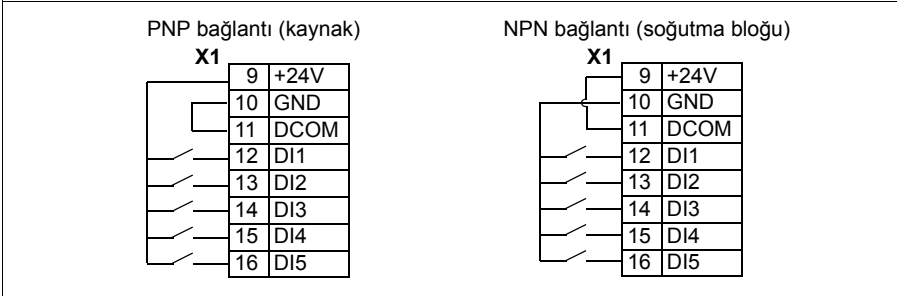 PNP bağlantı (kaynak)
X1
9 +24V
10 GND
11 DCOM
12 DI1
13 DI2
14 DI3
15 DI4
16 DI5
NPN bağlantı (soğutma bloğu)
X1
9 +24V
10 GND
11 DCOM
12 DI1
13 DI2
14 DI3
15 DI4
16 DI5